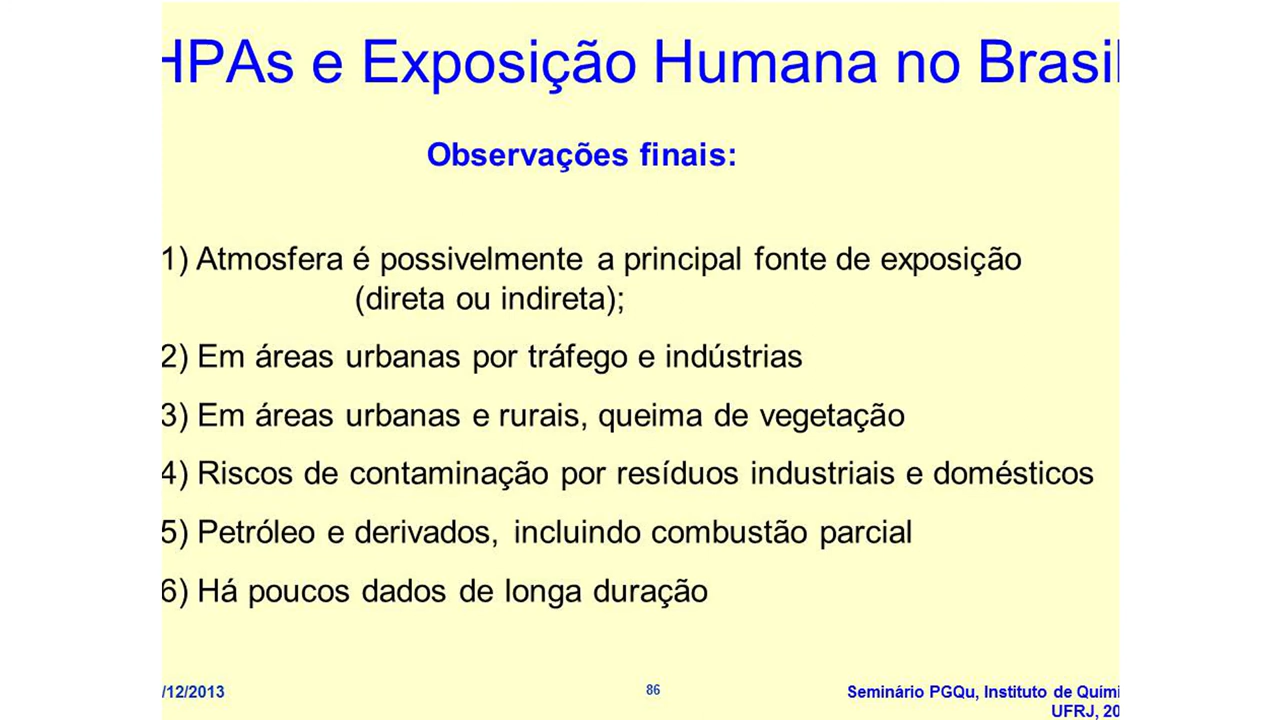 HPAs e Exposição Humana no Brasil
Observações finais:
1) Atmosfera é possivelmente a principal fonte de exposição
(direta ou indireta);
2) Em áreas urbanas por tráfego e indústrias
3) Em áreas urbanas e rurais, queima de vegetação
4) Riscos de contaminação por resíduos industriais e domésticos
5) Petróleo e derivados, incluindo combustão parcial
6) Há poucos dados de longa duração
/12/2013
86
Seminário PGQu, Instituto de Quími
UFRJ, 20